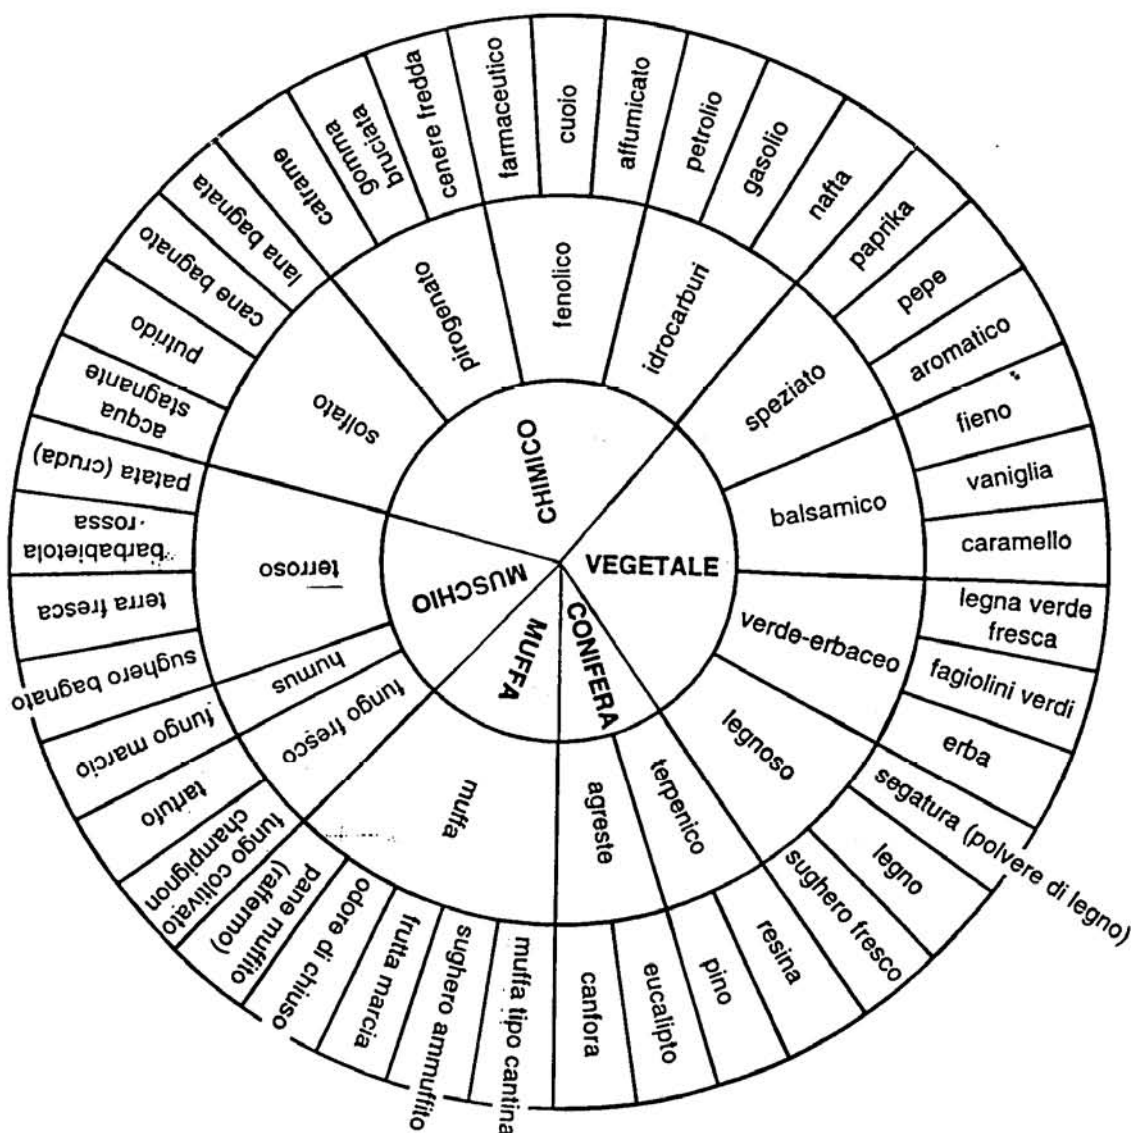 CHIMICO
VEGETALE
CONIFERA
MUFFA
MUSCHIO
pirogenato
fenolico
idrocarburi
speziato
balsamico
verde-erbaceo
legnoso
terpenico
agreste
muffa
fungo fresco
humus
terroso
solfato
catrame
gomma
bruciata
cenere fredda
farmaceutico
cuoio
affumicato
petrolio
gasolio
nafta
paprika
pepe
aromatico
fieno
vaniglia
caramello
legna verde
fresca
fagiolini verdi
erba
segatura (polvere di legno)
legno
sughero fresco
resina
pino
eucalipto
canfora
muffa tipo cantina
sughero ammuffito
frutta marcia
odore di chiuso
pane muffito
(raffermo)
fungo coltivato
champignon
tartufo
fungo marcio
sughero bagnato
terra fresca
barbabietola
rossa
patata (cruda)
acqua
stagnante
putrido
cane bagnato
lana bagnata